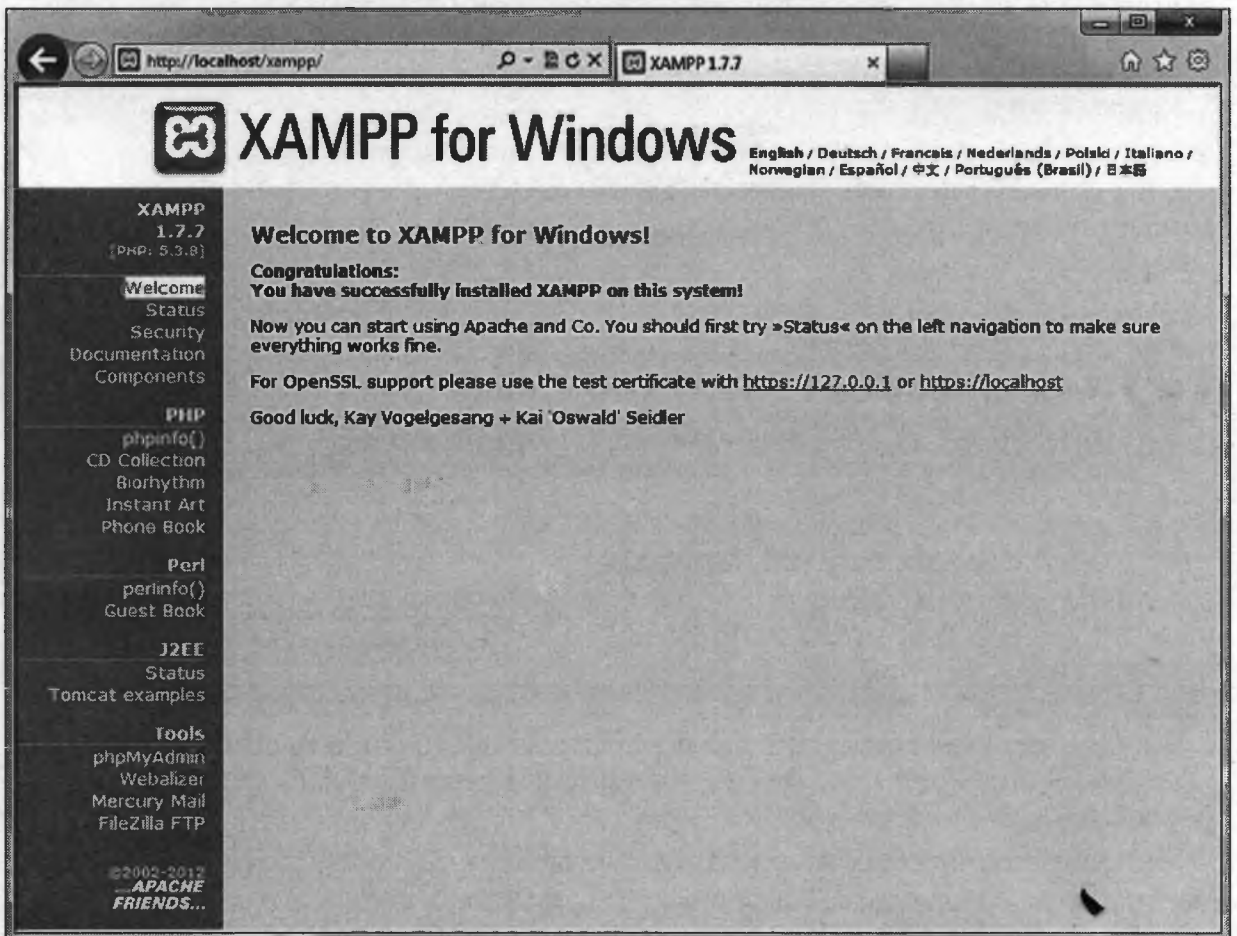 http://localhost/xampp/
XAMPP 1.7.7
XAMPP for Windows
English / Deutsch / Francais / Nederlands / Polski / Italiano /
Norwegian / Español / 中文 / Português (Brasil) / 日本語
XAMPP
1.7.7
[PHP: 5.3.8]
Welcome
Status
Security
Documentation
Components
PHP
phpinfo()
CD Collection
Biorhythm
Instant Art
Phone Book
Perl
perlinfo()
Guest Book
J2EE
Status
Tomcat examples
Tools
phpMyAdmin
Webalizer
Mercury Mail
FileZilla FTP
©2002-2012
...APACHE
FRIENDS...
Welcome to XAMPP for Windows!
Congratulations:
You have successfully installed XAMPP on this system!
Now you can start using Apache and Co. You should first try »Status« on the left navigation to make sure
everything works fine.
For OpenSSL support please use the test certificate with https://127.0.0.1 or https://localhost
Good luck, Kay Vogelgesang + Kai 'Oswald' Seidler